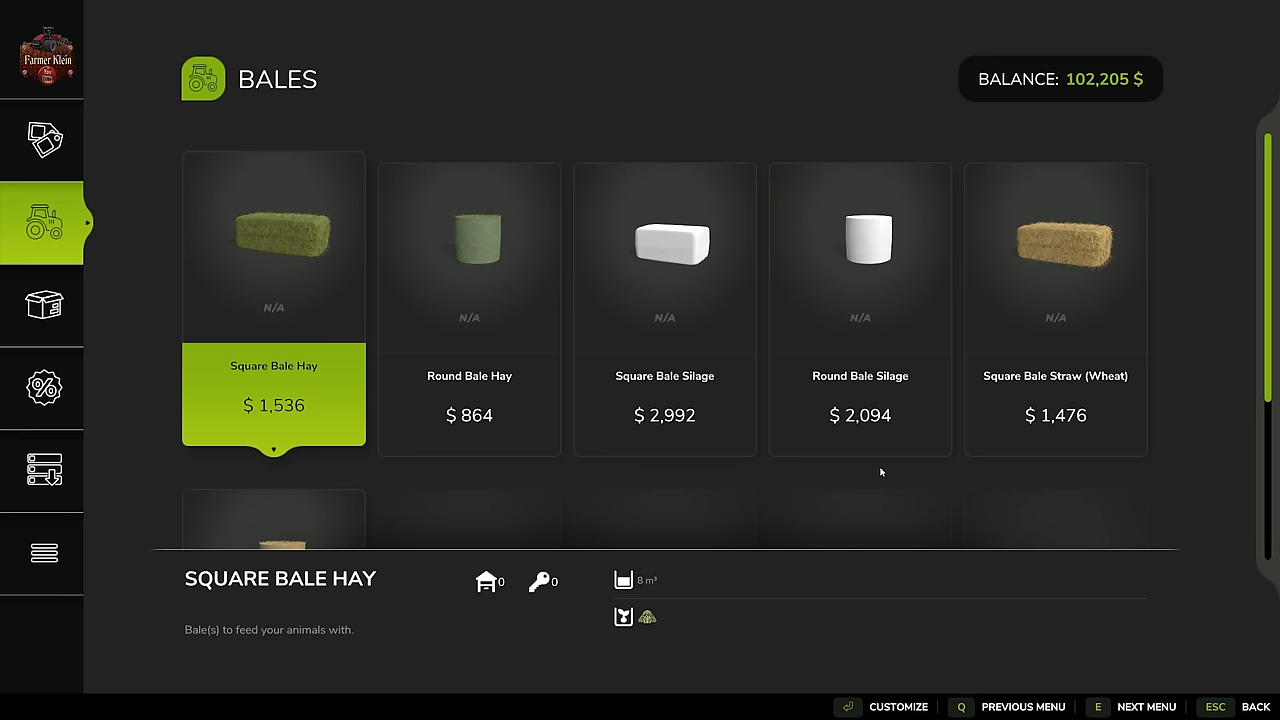 Farmer Klein
You
BALES
BALANCE: 102,205 $
N/A
N/A
N/A
N/A
N/A
Square Bale Hay
Round Bale Hay
Square Bale Silage
Round Bale Silage
Square Bale Straw (Wheat)
$ 1,536
$ 864
$ 2,992
$ 2,094
$ 1,476
SQUARE BALE HAY
0
0
8 m³
Bale(s) to feed your animals with.
CUSTOMIZE
Q PREVIOUS MENU
E NEXT MENU
ESC BACK